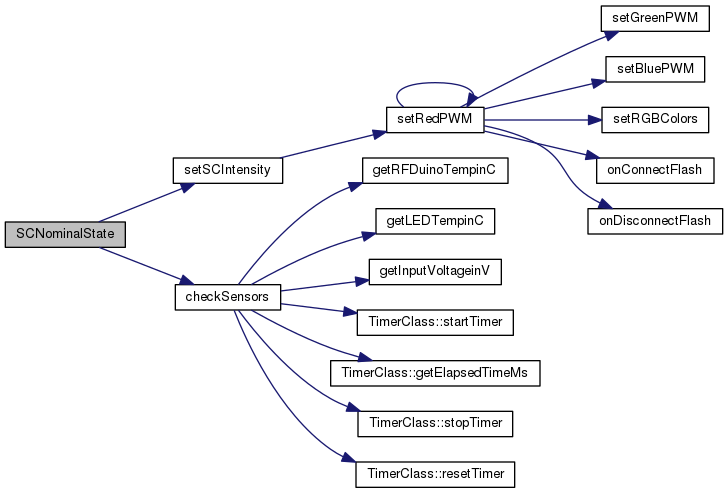 setGreenPWM
setBluePWM
setRedPWM
setRGBColors
setSCIntensity
getRFDuinoTempinC
onConnectFlash
getLEDTempinC
onDisconnectFlash
SCNominalState
getInputVoltageinV
checkSensors
TimerClass::startTimer
TimerClass::getElapsedTimeMs
TimerClass::stopTimer
TimerClass::resetTimer